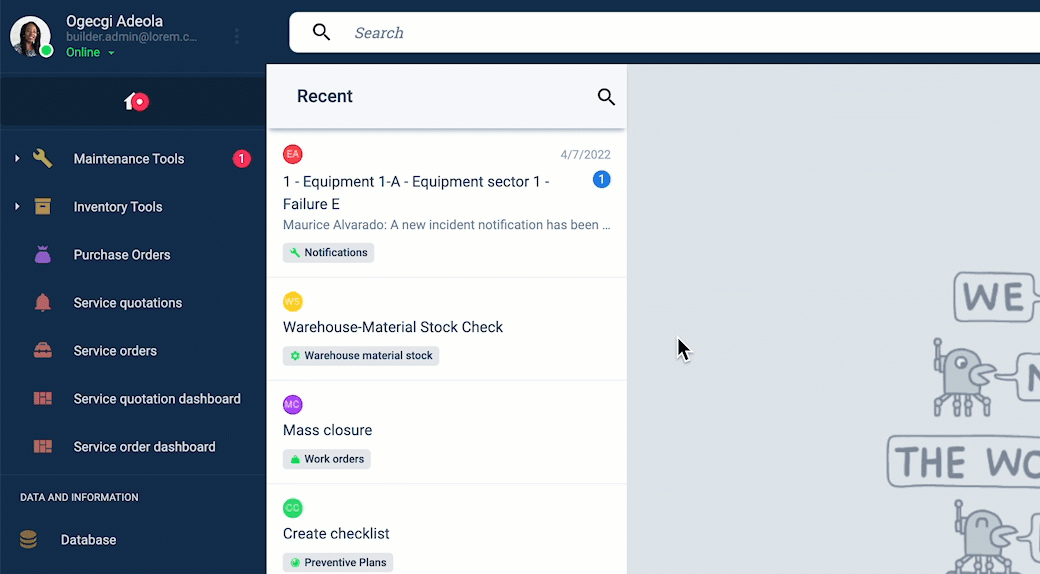 Ogecgi Adeola
builder.admin@lorem.c...
Online
Search
Recent
Maintenance Tools
1
Inventory Tools
Purchase Orders
Service quotations
Service orders
Service quotation dashboard
Service order dashboard
DATA AND INFORMATION
Database
EA
4/7/2022
1 - Equipment 1-A - Equipment sector 1 -
1
Failure E
Maurice Alvarado: A new incident notification has been ...
Notifications
WS
Warehouse-Material Stock Check
Warehouse material stock
MC
Mass closure
Work orders
CC
Create checklist
Preventive Plans
WE
THE WO